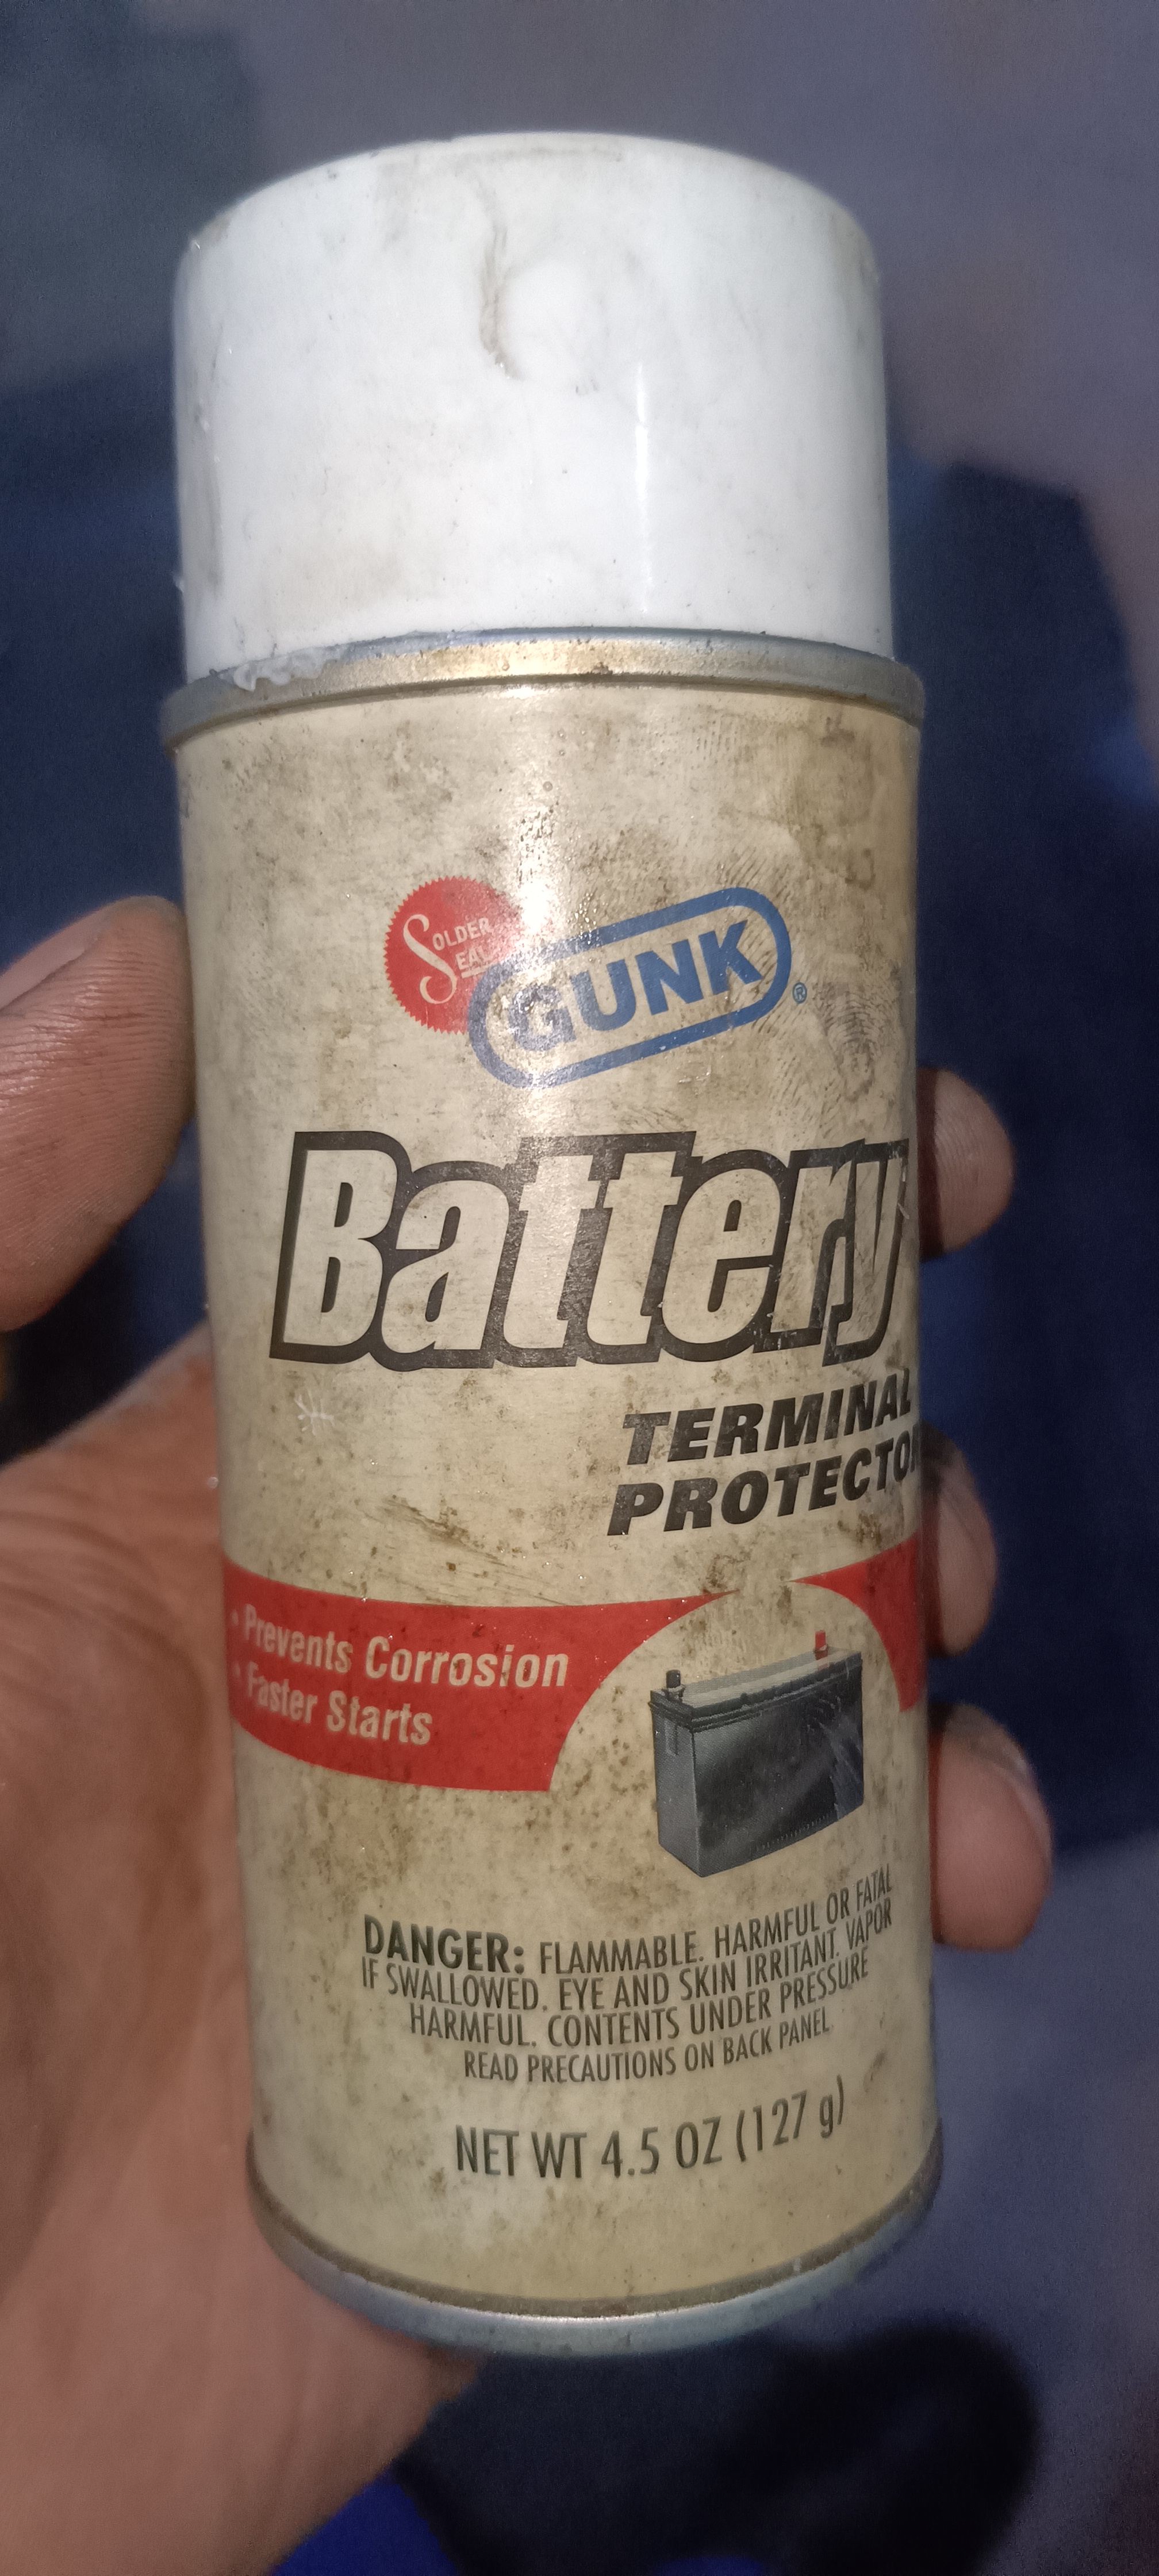 SOLDER
SEAL
GUNK®
Battery
TERMINAL
PROTECTOR
• Prevents Corrosion
• Faster Starts
DANGER: FLAMMABLE. HARMFUL OR FATAL
IF SWALLOWED. EYE AND SKIN IRRITANT. VAPOR
HARMFUL. CONTENTS UNDER PRESSURE
READ PRECAUTIONS ON BACK PANEL
NET WT 4.5 OZ (127 g)